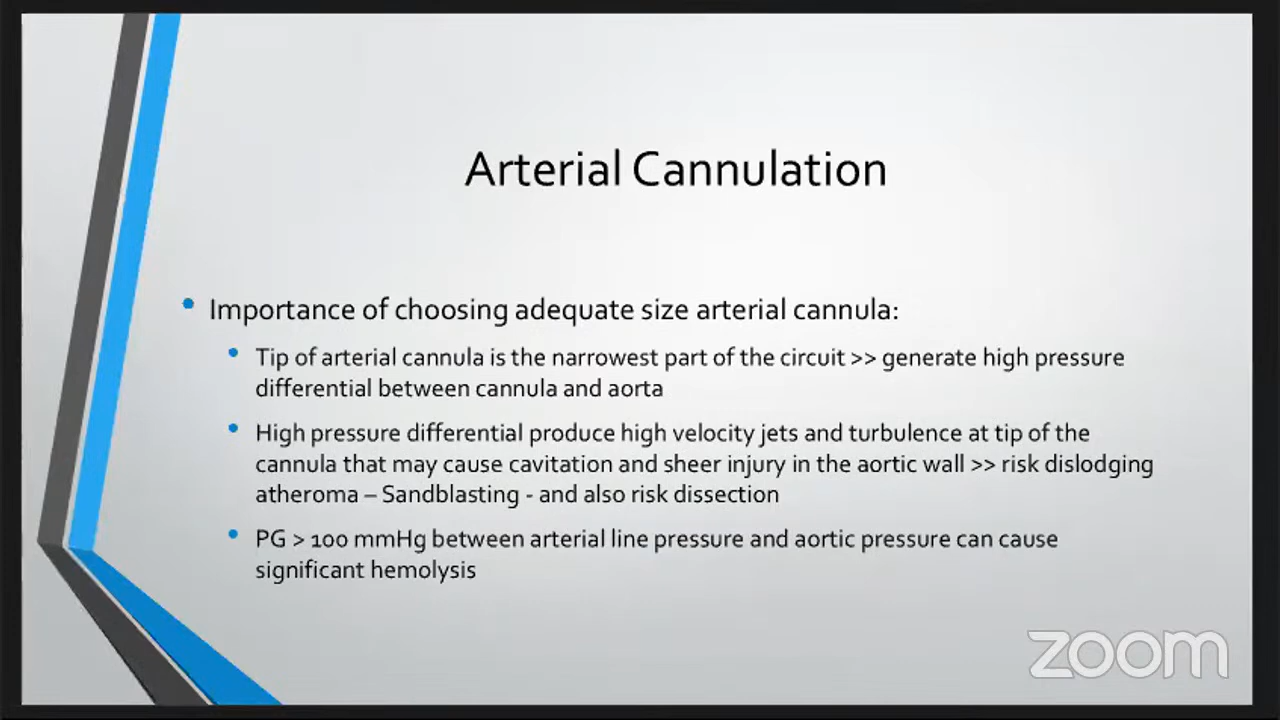 Arterial Cannulation
Importance of choosing adequate size arterial cannula:
Tip of arterial cannula is the narrowest part of the circuit >> generate high pressure
differential between cannula and aorta
High pressure differential produce high velocity jets and turbulence at tip of the
cannula that may cause cavitation and sheer injury in the aortic wall >> risk dislodging
atheroma – Sandblasting - and also risk dissection
PG > 100 mmHg between arterial line pressure and aortic pressure can cause
significant hemolysis
zoom